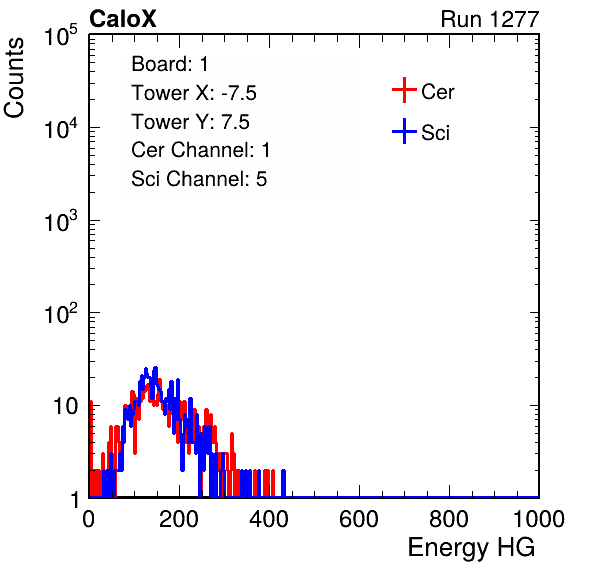 CaloX Run 1277
Counts
Board: 1
Tower X: -7.5
Tower Y: 7.5
Cer Channel: 1
Sci Channel: 5
Cer
Sci
10^5
10^4
10^3
10^2
10
1
0 200 400 600 800 1000
Energy HG